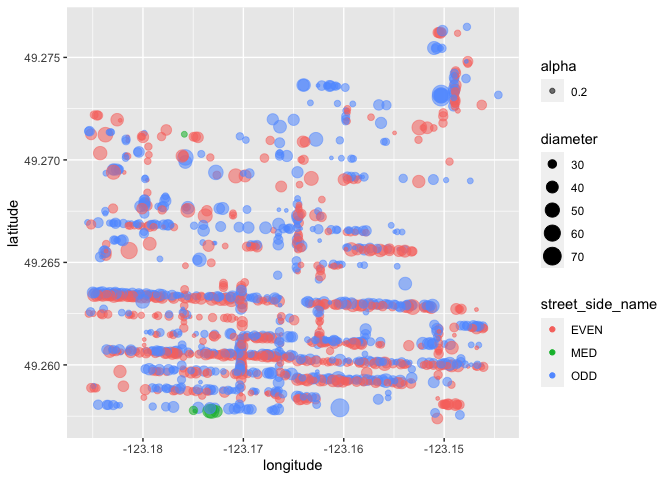 49.275
49.270
49.265
49.260
latitude
-123.18
-123.17
-123.16
-123.15
longitude
alpha
0.2
diameter
30
40
50
60
70
street_side_name
EVEN
MED
ODD